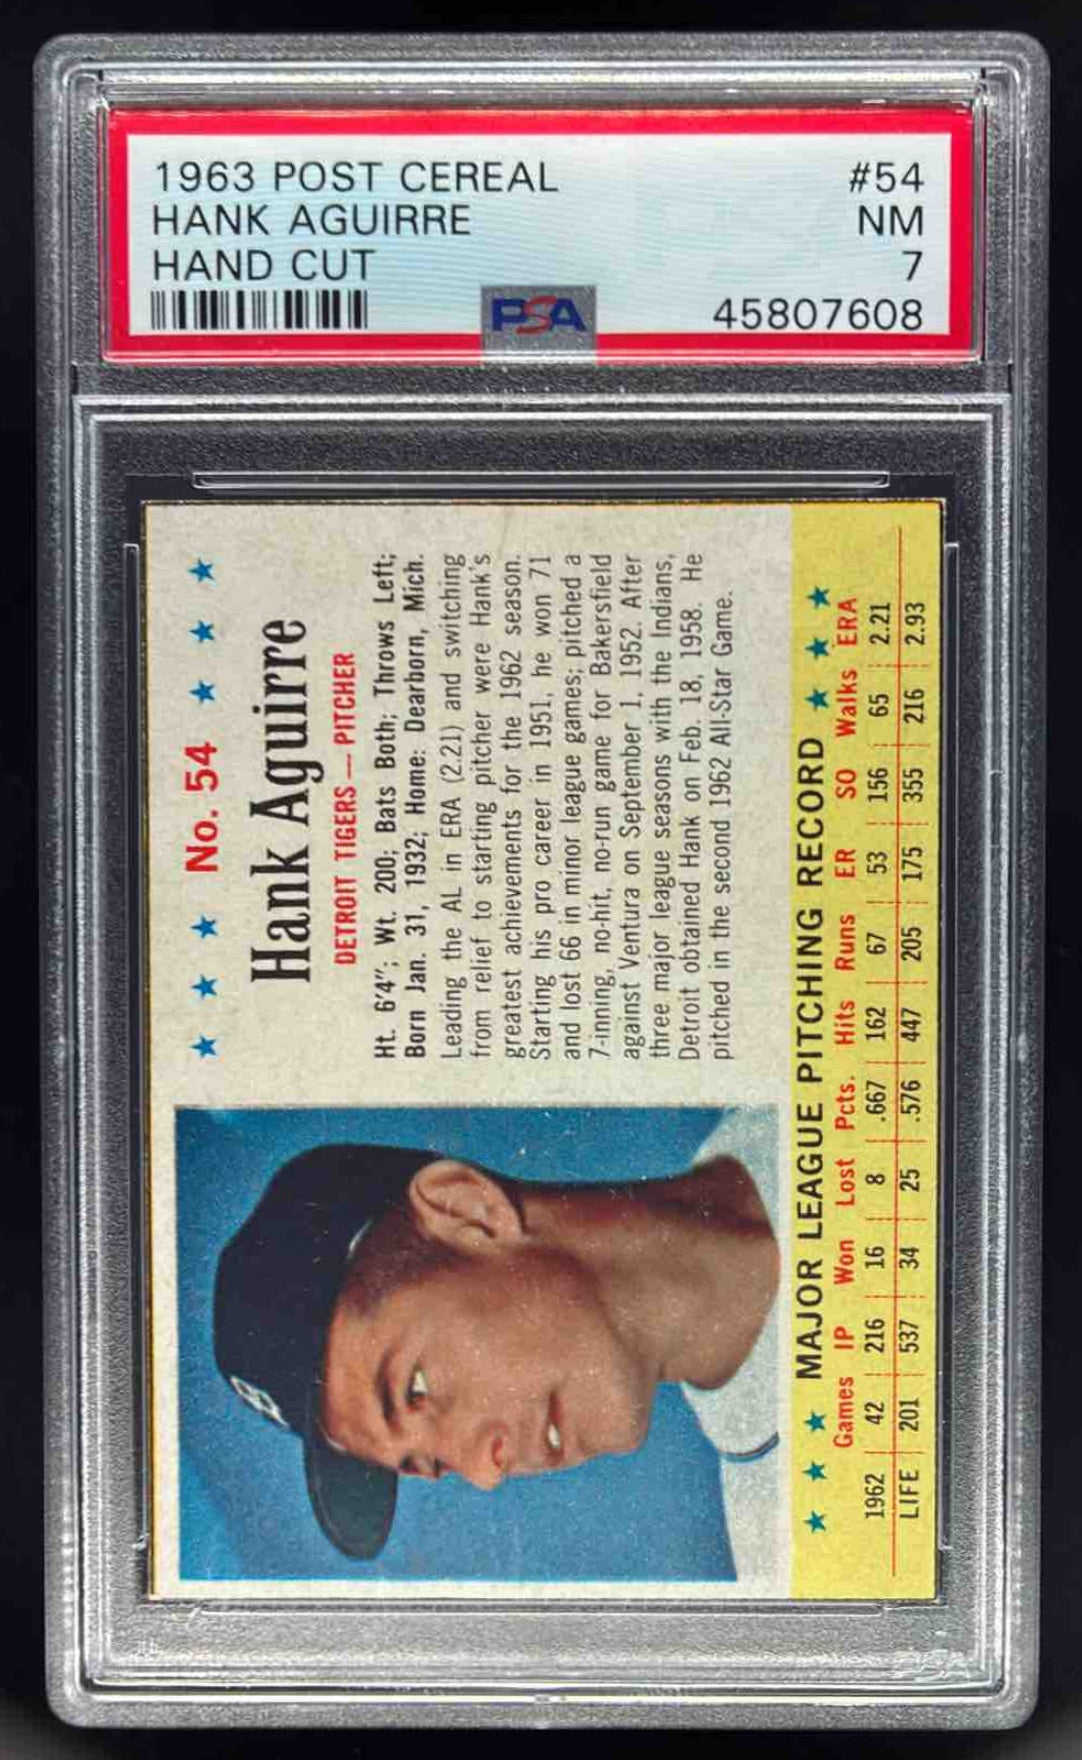 1963 POST CEREAL #54
HANK AGUIRRE NM
HAND CUT 7
PSA 45807608
★ ★ ★ No. 54 ★ ★ ★ ★
Hank Aguirre
DETROIT TIGERS — PITCHER
Ht. 6'4"; Wt. 200; Bats Both; Throws Left;
Born Jan. 31, 1932; Home: Dearborn, Mich.
Leading the AL in ERA (2.21) and switching
from relief to starting pitcher were Hank's
greatest achievements for the 1962 season.
Starting his pro career in 1951, he won 71
and lost 66 in minor league games; pitched a
7-inning, no-hit, no-run game for Bakersfield
against Ventura on September 1, 1952. After
three major league seasons with the Indians,
Detroit obtained Hank on Feb. 18, 1958. He
pitched in the second 1962 All-Star Game.
★ ★ ★ MAJOR LEAGUE PITCHING RECORD ★ ★ ★
Games IP Won Lost Pcts. Hits Runs ER SO Walks ERA
1962 42 216 16 8 .667 162 67 53 156 65 2.21
LIFE 201 537 34 25 .576 447 205 175 355 216 2.93